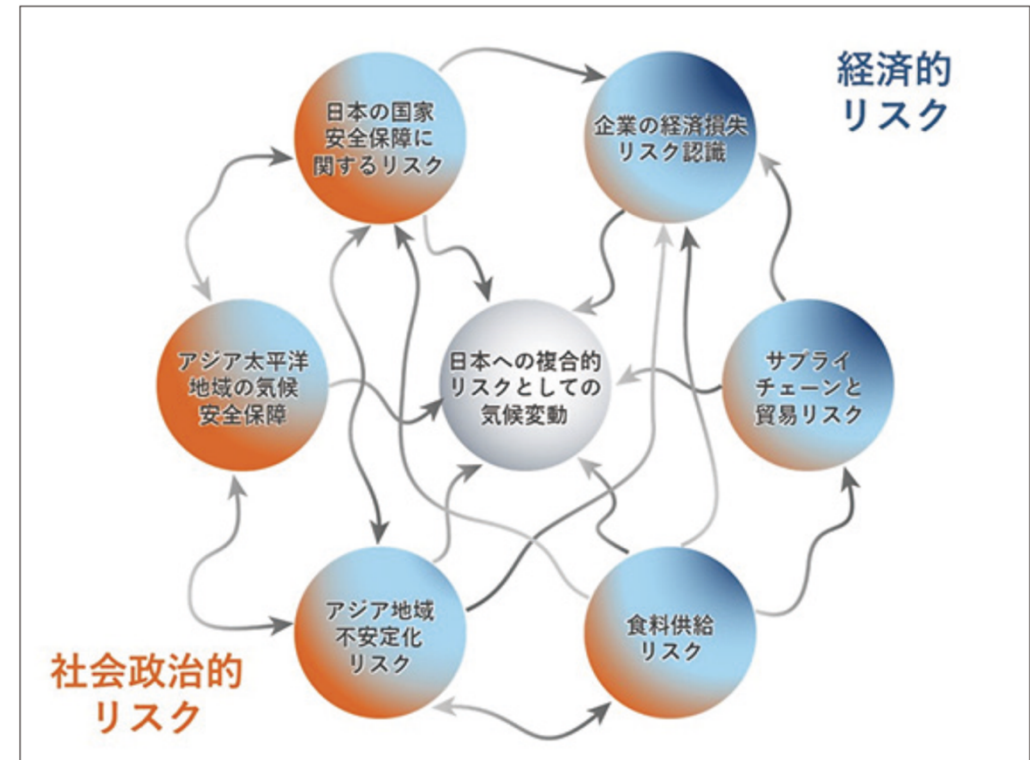 経済的
リスク
日本の国家
安全保障に
関するリスク
企業の経済損失
リスク認識
アジア太平洋
地域の気候
安全保障
日本への複合的
リスクとしての
気候変動
サプライ
チェーンと
貿易リスク
アジア地域
不安定化
リスク
食料供給
リスク
社会政治的
リスク